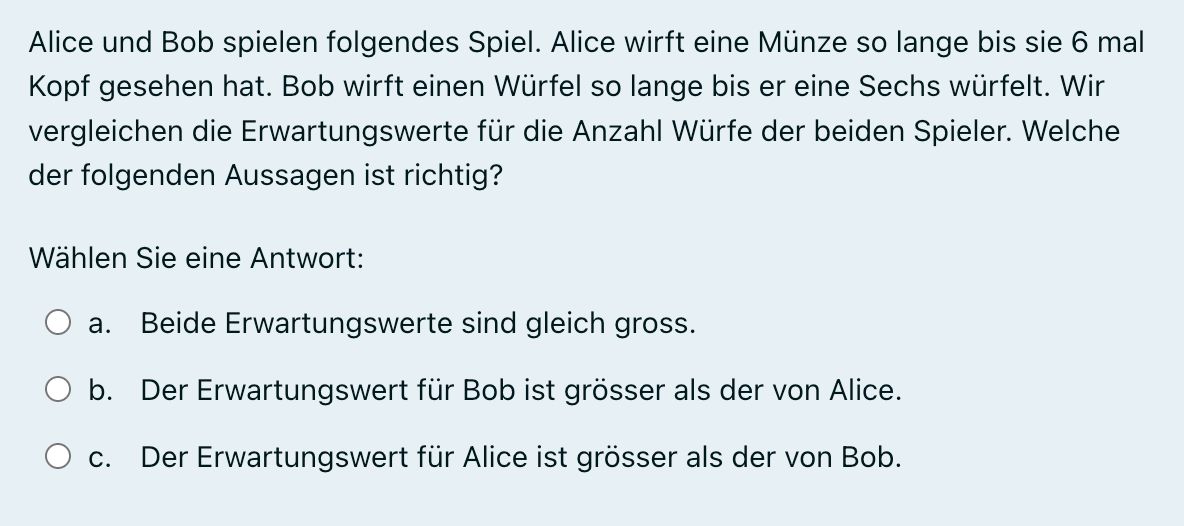 Alice und Bob spielen folgendes Spiel. Alice wirft eine Münze so lange bis sie 6 mal
Kopf gesehen hat. Bob wirft einen Würfel so lange bis er eine Sechs würfelt. Wir
vergleichen die Erwartungswerte für die Anzahl Würfe der beiden Spieler. Welche
der folgenden Aussagen ist richtig?
Wählen Sie eine Antwort:
a. Beide Erwartungswerte sind gleich gross.
b. Der Erwartungswert für Bob ist grösser als der von Alice.
c. Der Erwartungswert für Alice ist grösser als der von Bob.